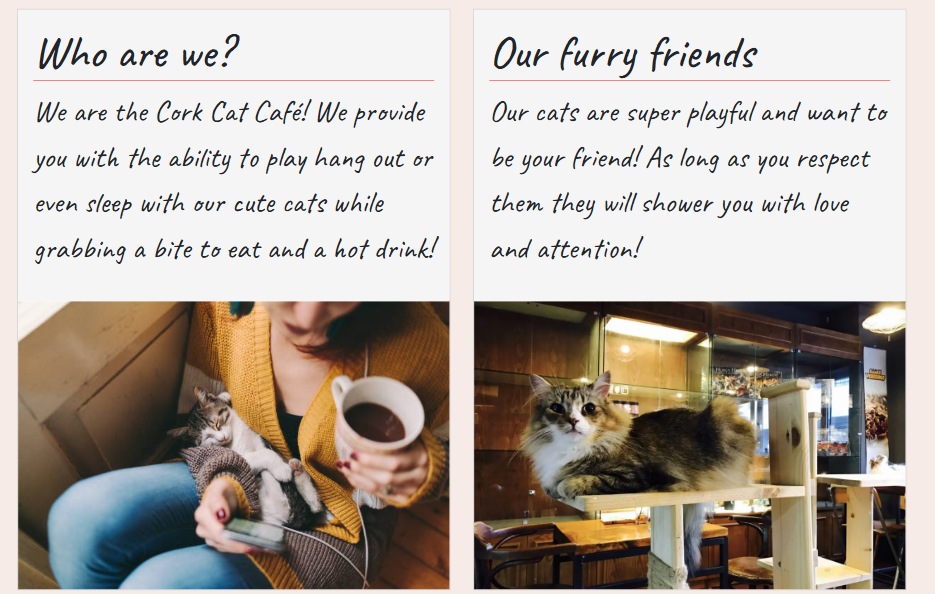 Who are we?
We are the Cork Cat Café! We provide
you with the ability to play hang out or
even sleep with our cute cats while
grabbing a bite to eat and a hot drink!
Our furry friends
Our cats are super playful and want to
be your friend! As long as you respect
them they will shower you with love
and attention!